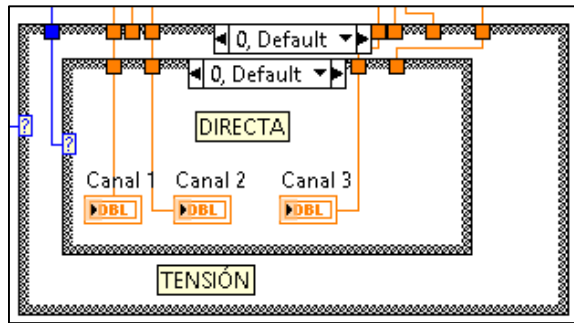 0, Default
0, Default
DIRECTA
Canal 1 Canal 2 Canal 3
DBL DBL DBL
TENSIÓN